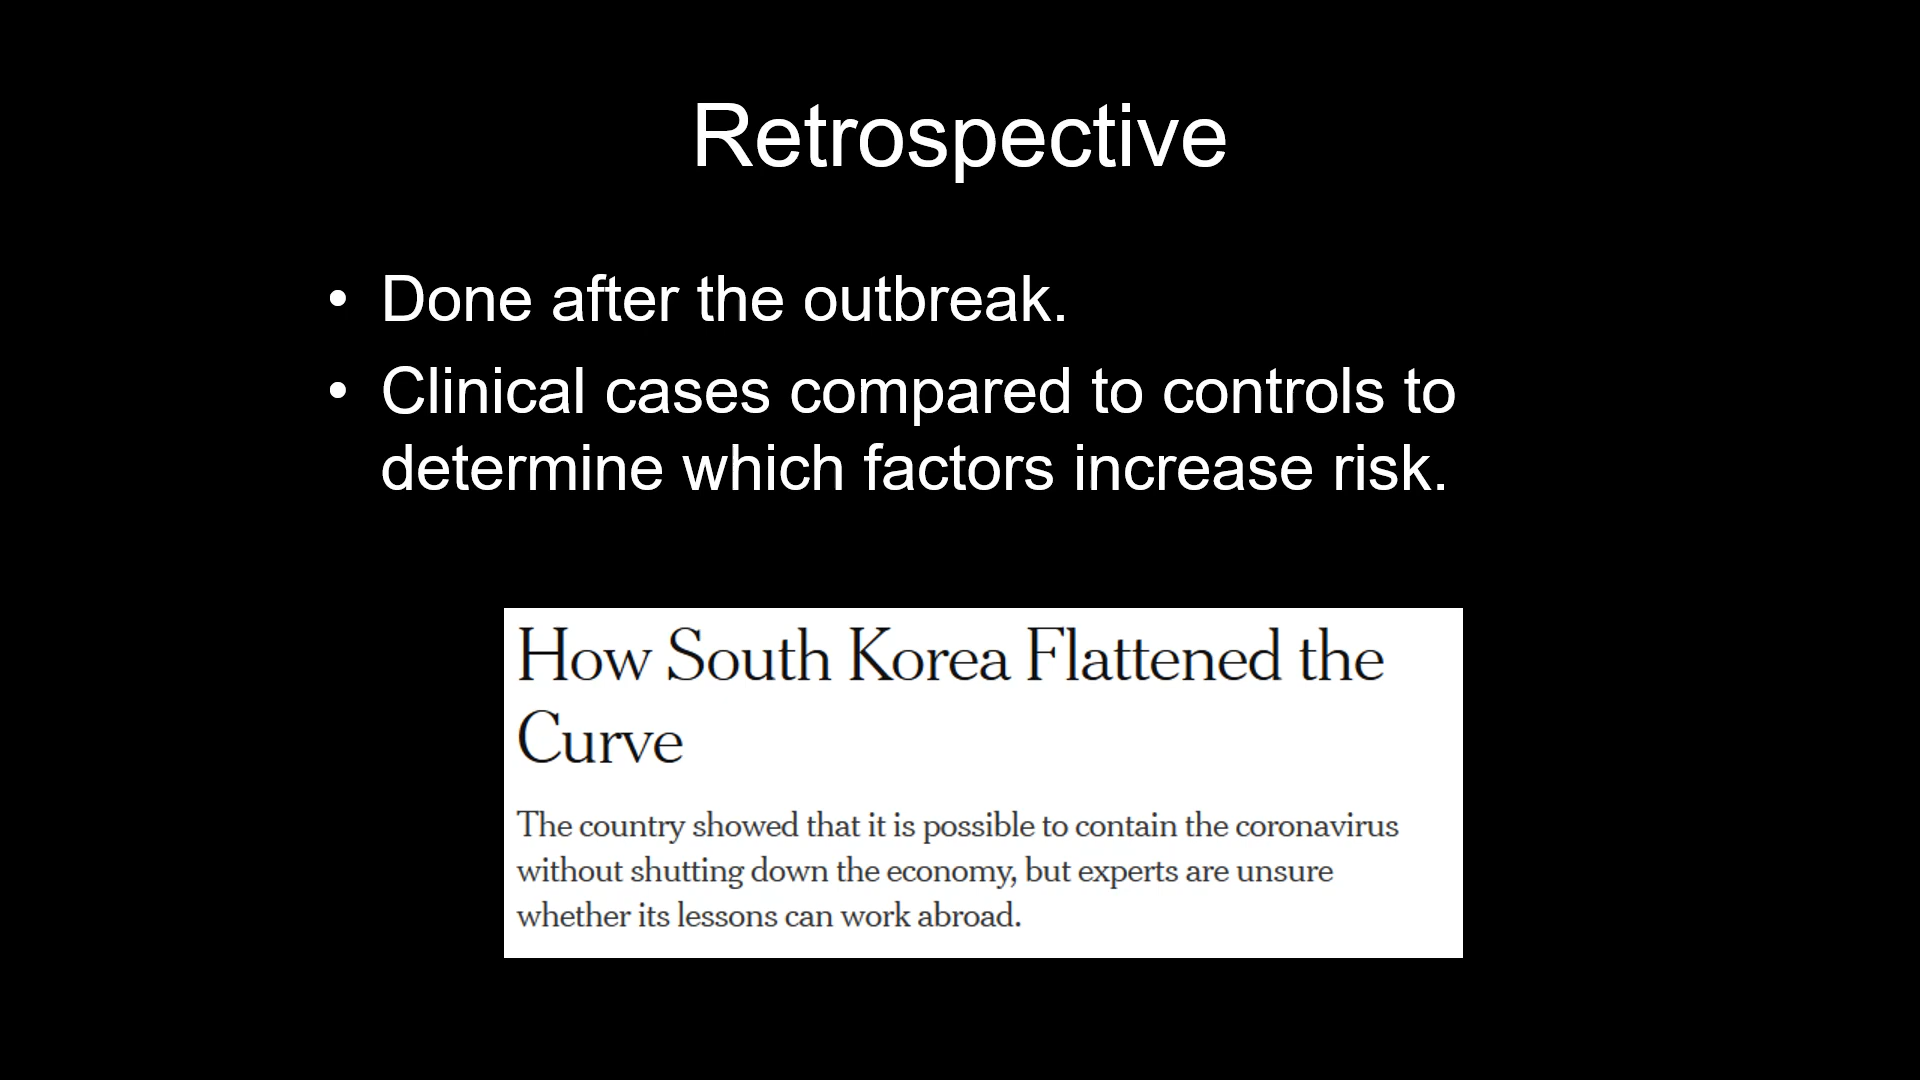 Retrospective
• Done after the outbreak.
• Clinical cases compared to controls to
determine which factors increase risk.
How South Korea Flattened the
Curve
The country showed that it is possible to contain the coronavirus
without shutting down the economy, but experts are unsure
whether its lessons can work abroad.